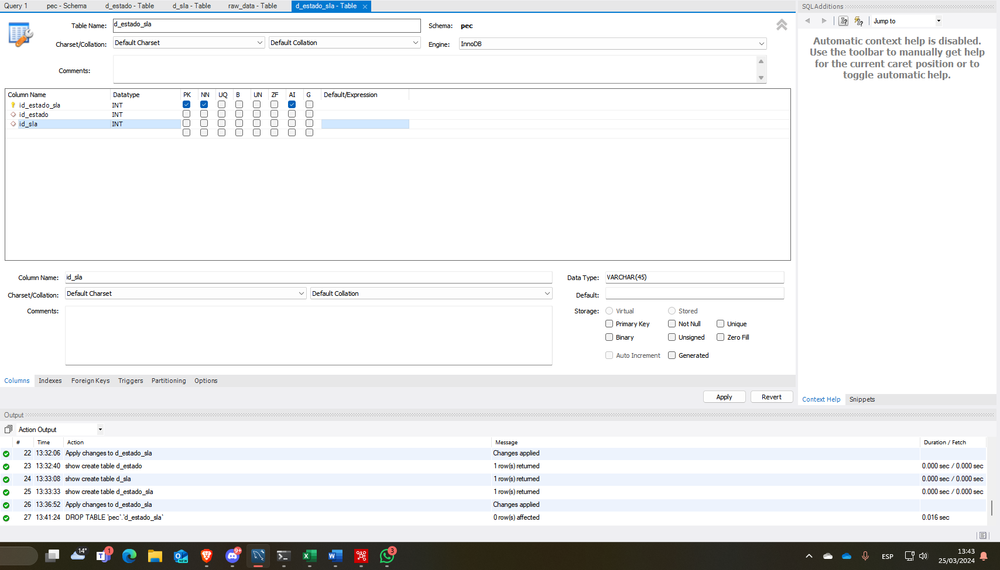 Query 1 pec - Schema d_estado - Table d_sla - Table raw_data - Table d_estado_sla - Table
SQLAdditions
Jump to
Automatic context help is disabled.
Use the toolbar to manually get help
for the current caret position or to
toggle automatic help.
Table Name: d_estado_sla Schema: pec
Charset/Collation: Default Charset Default Collation Engine: InnoDB
Comments:
Column Name Datatype PK NN UQ B UN ZF AI G Default/Expression
id_estado_sla INT
id_estado INT
id_sla INT
Column Name: id_sla Data Type: VARCHAR(45)
Charset/Collation: Default Charset Default Collation Default:
Comments: Storage: Virtual Stored
Primary Key Not Null Unique
Binary Unsigned Zero Fill
Auto Increment Generated
Columns Indexes Foreign Keys Triggers Partitioning Options
Apply Revert
Context Help Snippets
Output
Action Output
# Time Action Message Duration / Fetch
22 13:32:06 Apply changes to d_estado_sla Changes applied
23 13:32:40 show create table d_estado 1 row(s) returned 0.000 sec / 0.000 sec
24 13:33:08 show create table d_sla 1 row(s) returned 0.000 sec / 0.000 sec
25 13:33:33 show create table d_estado_sla 1 row(s) returned 0.000 sec / 0.000 sec
26 13:36:52 Apply changes to d_estado_sla Changes applied
27 13:41:24 DROP TABLE `pec`.`d_estado_sla` 0 row(s) affected 0.016 sec
14° 1 NEW 9+ 3
ESP
13:43
25/03/2024